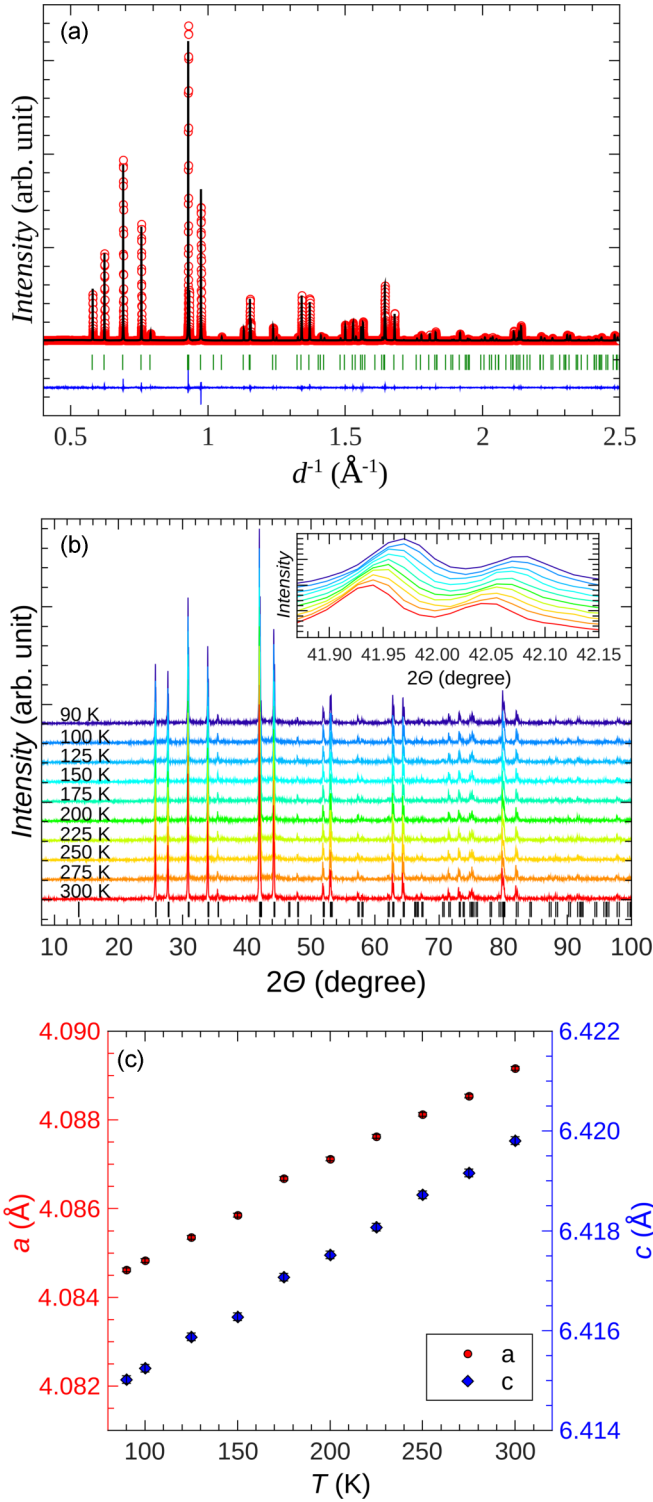 (a)
Intensity (arb. unit)
0.5 1 1.5 2 2.5
d-1 (Å-1)
(b)
Intensity
41.90 41.95 42.00 42.05 42.10 42.15
2Θ (degree)
Intensity (arb. unit)
90 K
100 K
125 K
150 K
175 K
200 K
225 K
250 K
275 K
300 K
10 20 30 40 50 60 70 80 90 100
2Θ (degree)
(c)
4.090
4.088
4.086
4.084
4.082
a (Å)
6.422
6.420
6.418
6.416
6.414
c (Å)
a
c
100 150 200 250 300
T (K)